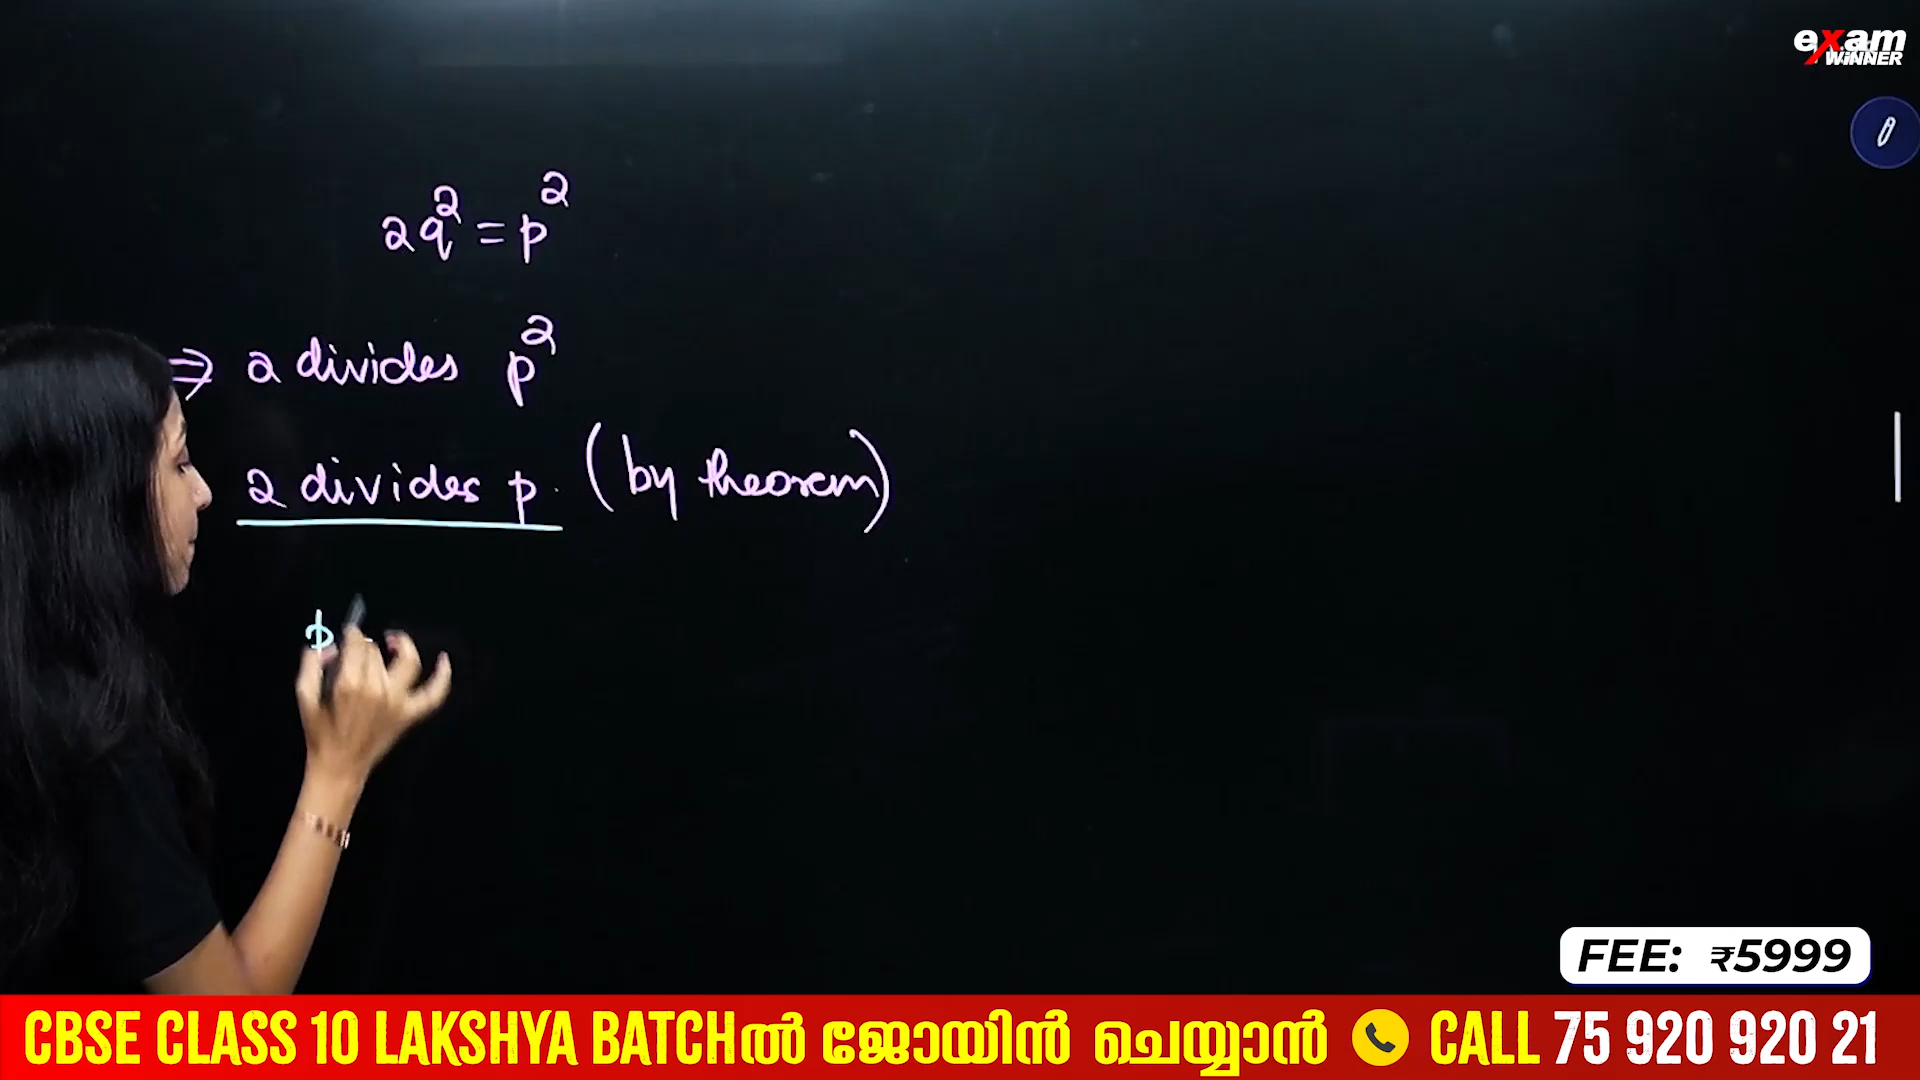 exam
WINNER
2q² = p²
⇒ 2 divides p²
2 divides p. (by theorem)
p
FEE: ₹5999
CBSE CLASS 10 LAKSHYA BATCHൽ ജോയിൻ ചെയ്യാൻ CALL 75 920 920 21